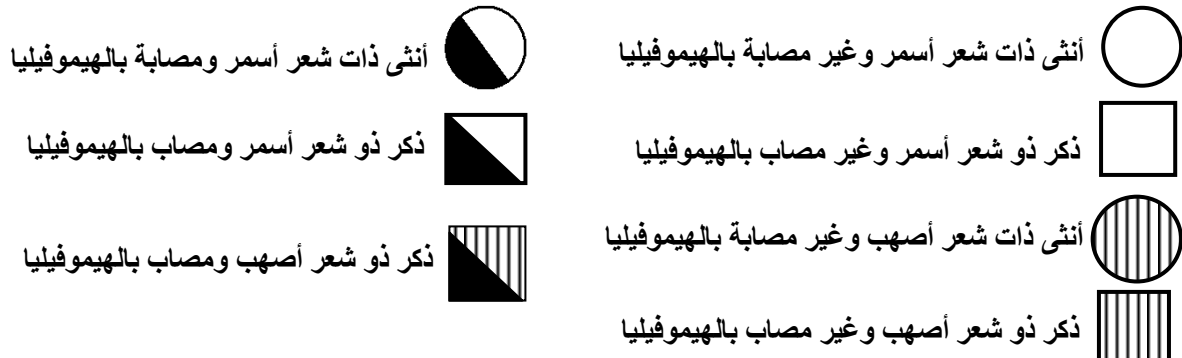 أنثى ذات شعر أسمر وغير مصابة بالهيموفيليا
أنثى ذات شعر أسمر ومصابة بالهيموفيليا
ذكر ذو شعر أسمر وغير مصاب بالهيموفيليا
ذكر ذو شعر أسمر ومصاب بالهيموفيليا
أنثى ذات شعر أصهب وغير مصابة بالهيموفيليا
ذكر ذو شعر أصهب ومصاب بالهيموفيليا
ذكر ذو شعر أصهب وغير مصاب بالهيموفيليا